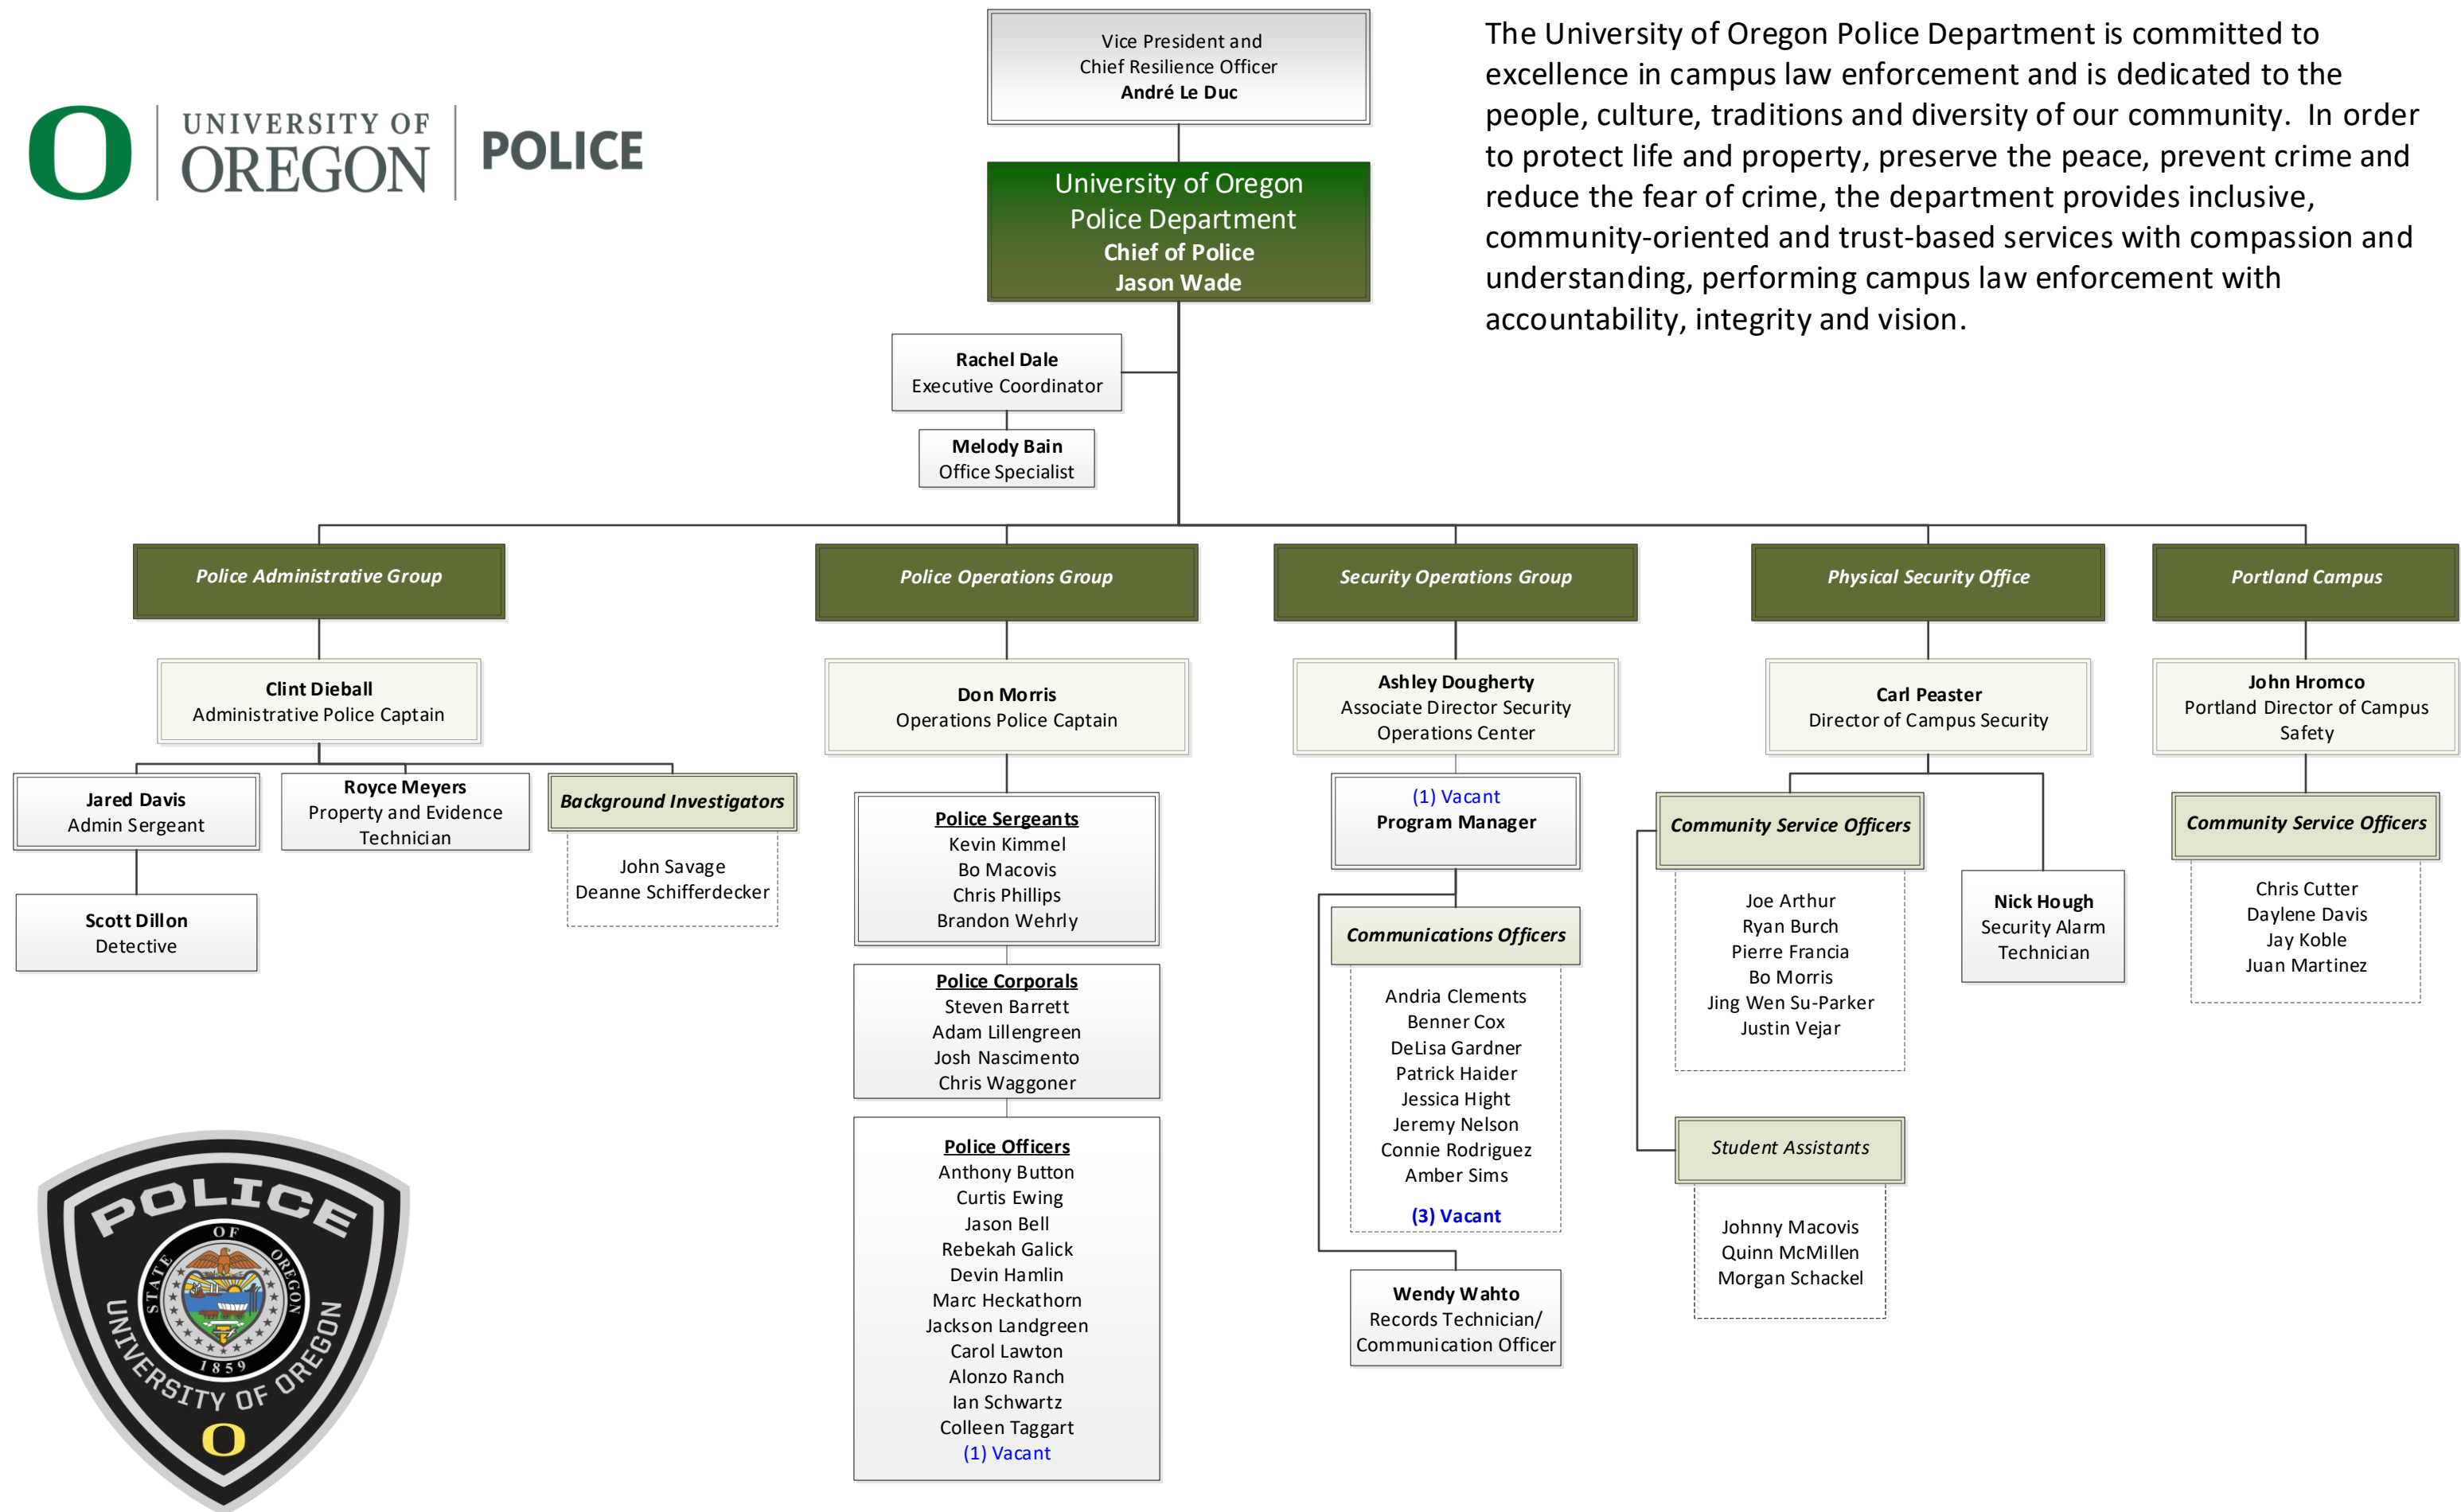 Vice President and
Chief Resilience Officer
André Le Duc
The University of Oregon Police Department is committed to
excellence in campus law enforcement and is dedicated to the
people, culture, traditions and diversity of our community.  In order
to protect life and property, preserve the peace, prevent crime and
reduce the fear of crime, the department provides inclusive,
community-oriented and trust-based services with compassion and
understanding, performing campus law enforcement with
accountability, integrity and vision.
O
UNIVERSITY OF
OREGON
POLICE
University of Oregon
Police Department
Chief of Police
Jason Wade
Rachel Dale
Executive Coordinator
Melody Bain
Office Specialist
Police Administrative Group
Clint Dieball
Administrative Police Captain
Jared Davis
Admin Sergeant
Scott Dillon
Detective
Royce Meyers
Property and Evidence
Technician
Background Investigators
John Savage
Deanne Schifferdecker
Police Operations Group
Don Morris
Operations Police Captain
Police Sergeants
Kevin Kimmel
Bo Macovis
Chris Phillips
Brandon Wehrly
Police Corporals
Steven Barrett
Adam Lillengreen
Josh Nascimento
Chris Waggoner
Police Officers
Anthony Button
Curtis Ewing
Jason Bell
Rebekah Galick
Devin Hamlin
Marc Heckathorn
Jackson Landgreen
Carol Lawton
Alonzo Ranch
Ian Schwartz
Colleen Taggart
(1) Vacant
Security Operations Group
Ashley Dougherty
Associate Director Security
Operations Center
(1) Vacant
Program Manager
Communications Officers
Andria Clements
Benner Cox
DeLisa Gardner
Patrick Haider
Jessica Hight
Jeremy Nelson
Connie Rodriguez
Amber Sims
(3) Vacant
Wendy Wahto
Records Technician/
Communication Officer
Physical Security Office
Carl Peaster
Director of Campus Security
Community Service Officers
Joe Arthur
Ryan Burch
Pierre Francia
Bo Morris
Jing Wen Su-Parker
Justin Vejar
Student Assistants
Johnny Macovis
Quinn McMillen
Morgan Schackel
Nick Hough
Security Alarm
Technician
Portland Campus
John Hromco
Portland Director of Campus
Safety
Community Service Officers
Chris Cutter
Daylene Davis
Jay Koble
Juan Martinez
POLICE
STATE OF OREGON
1859
UNIVERSITY OF OREGON
O